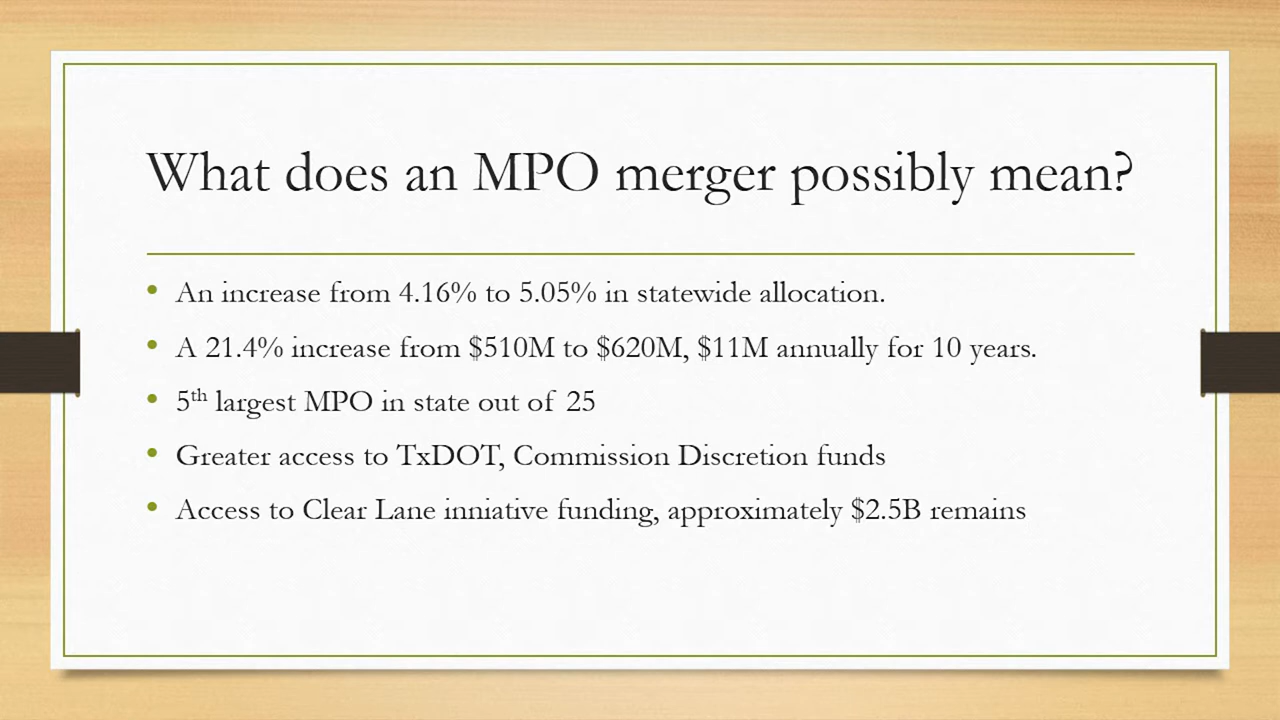 What does an MPO merger possibly mean?
• An increase from 4.16% to 5.05% in statewide allocation.
• A 21.4% increase from $510M to $620M, $11M annually for 10 years.
• 5th largest MPO in state out of 25
• Greater access to TxDOT, Commission Discretion funds
• Access to Clear Lane inniative funding, approximately $2.5B remains